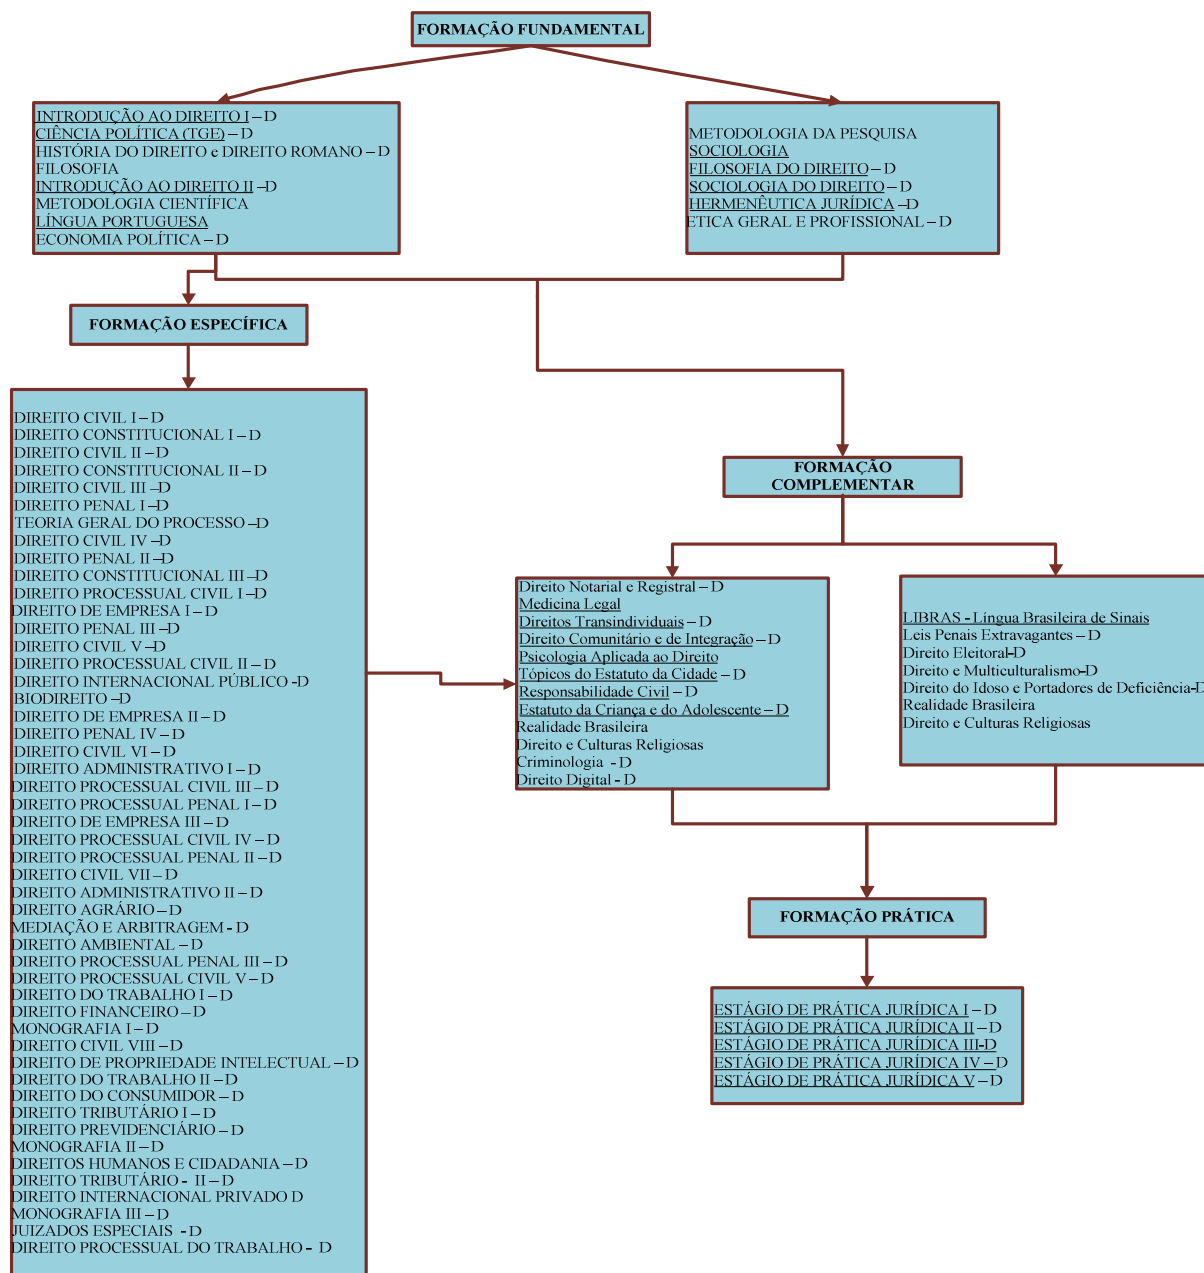 FORMAÇÃO FUNDAMENTAL
INTRODUÇÃO AO DIREITO I – D
CIÊNCIA POLÍTICA (TGE) – D
HISTÓRIA DO DIREITO e DIREITO ROMANO – D
FILOSOFIA
INTRODUÇÃO AO DIREITO II –D
METODOLOGIA CIENTÍFICA
LÍNGUA PORTUGUESA
ECONOMIA POLÍTICA – D
METODOLOGIA DA PESQUISA
SOCIOLOGIA
FILOSOFIA DO DIREITO – D
SOCIOLOGIA DO DIREITO – D
HERMENÊUTICA JURÍDICA –D
ETICA GERAL E PROFISSIONAL – D
FORMAÇÃO ESPECÍFICA
DIREITO CIVIL I – D
DIREITO CONSTITUCIONAL I – D
DIREITO CIVIL II – D
DIREITO CONSTITUCIONAL II – D
DIREITO CIVIL III –D
DIREITO PENAL I – D
TEORIA GERAL DO PROCESSO –D
DIREITO CIVIL IV – D
DIREITO PENAL II – D
DIREITO CONSTITUCIONAL III – D
DIREITO PROCESSUAL CIVIL I –D
DIREITO DE EMPRESA I – D
DIREITO PENAL III – D
DIREITO CIVIL V – D
DIREITO PROCESSUAL CIVIL II – D
DIREITO INTERNACIONAL PÚBLICO -D
BIODIREITO –D
DIREITO DE EMPRESA II – D
DIREITO PENAL IV – D
DIREITO CIVIL VI – D
DIREITO ADMINISTRATIVO I – D
DIREITO PROCESSUAL CIVIL III – D
DIREITO PROCESSUAL PENAL I – D
DIREITO DE EMPRESA III – D
DIREITO PROCESSUAL CIVIL IV – D
DIREITO PROCESSUAL PENAL II – D
DIREITO CIVIL VII – D
DIREITO ADMINISTRATIVO II – D
DIREITO AGRÁRIO – D
MEDIAÇÃO E ARBITRAGEM - D
DIREITO AMBIENTAL – D
DIREITO PROCESSUAL PENAL III – D
DIREITO PROCESSUAL CIVIL V – D
DIREITO DO TRABALHO I – D
DIREITO FINANCEIRO – D
MONOGRAFIA I – D
DIREITO CIVIL VIII – D
DIREITO DE PROPRIEDADE INTELECTUAL – D
DIREITO DO TRABALHO II – D
DIREITO DO CONSUMIDOR – D
DIREITO TRIBUTÁRIO I – D
DIREITO PREVIDENCIÁRIO – D
MONOGRAFIA II – D
DIREITOS HUMANOS E CIDADANIA – D
DIREITO TRIBUTÁRIO - II – D
DIREITO INTERNACIONAL PRIVADO D
MONOGRAFIA III – D
JUIZADOS ESPECIAIS - D
DIREITO PROCESSUAL DO TRABALHO - D
FORMAÇÃO
COMPLEMENTAR
Direito Notarial e Registral – D
Medicina Legal
Direitos Transindividuais – D
Direito Comunitário e de Integração – D
Psicologia Aplicada ao Direito
Tópicos do Estatuto da Cidade – D
Responsabilidade Civil – D
Estatuto da Criança e do Adolescente – D
Realidade Brasileira
Direito e Culturas Religiosas
Criminologia - D
Direito Digital - D
LIBRAS - Língua Brasileira de Sinais
Leis Penais Extravagantes – D
Direito Eleitoral-D
Direito e Multiculturalismo-D
Direito do Idoso e Portadores de Deficiência-D
Realidade Brasileira
Direito e Culturas Religiosas
FORMAÇÃO PRÁTICA
ESTÁGIO DE PRÁTICA JURÍDICA I – D
ESTÁGIO DE PRÁTICA JURÍDICA II – D
ESTÁGIO DE PRÁTICA JURÍDICA III-D
ESTÁGIO DE PRÁTICA JURÍDICA IV – D
ESTÁGIO DE PRÁTICA JURÍDICA V – D